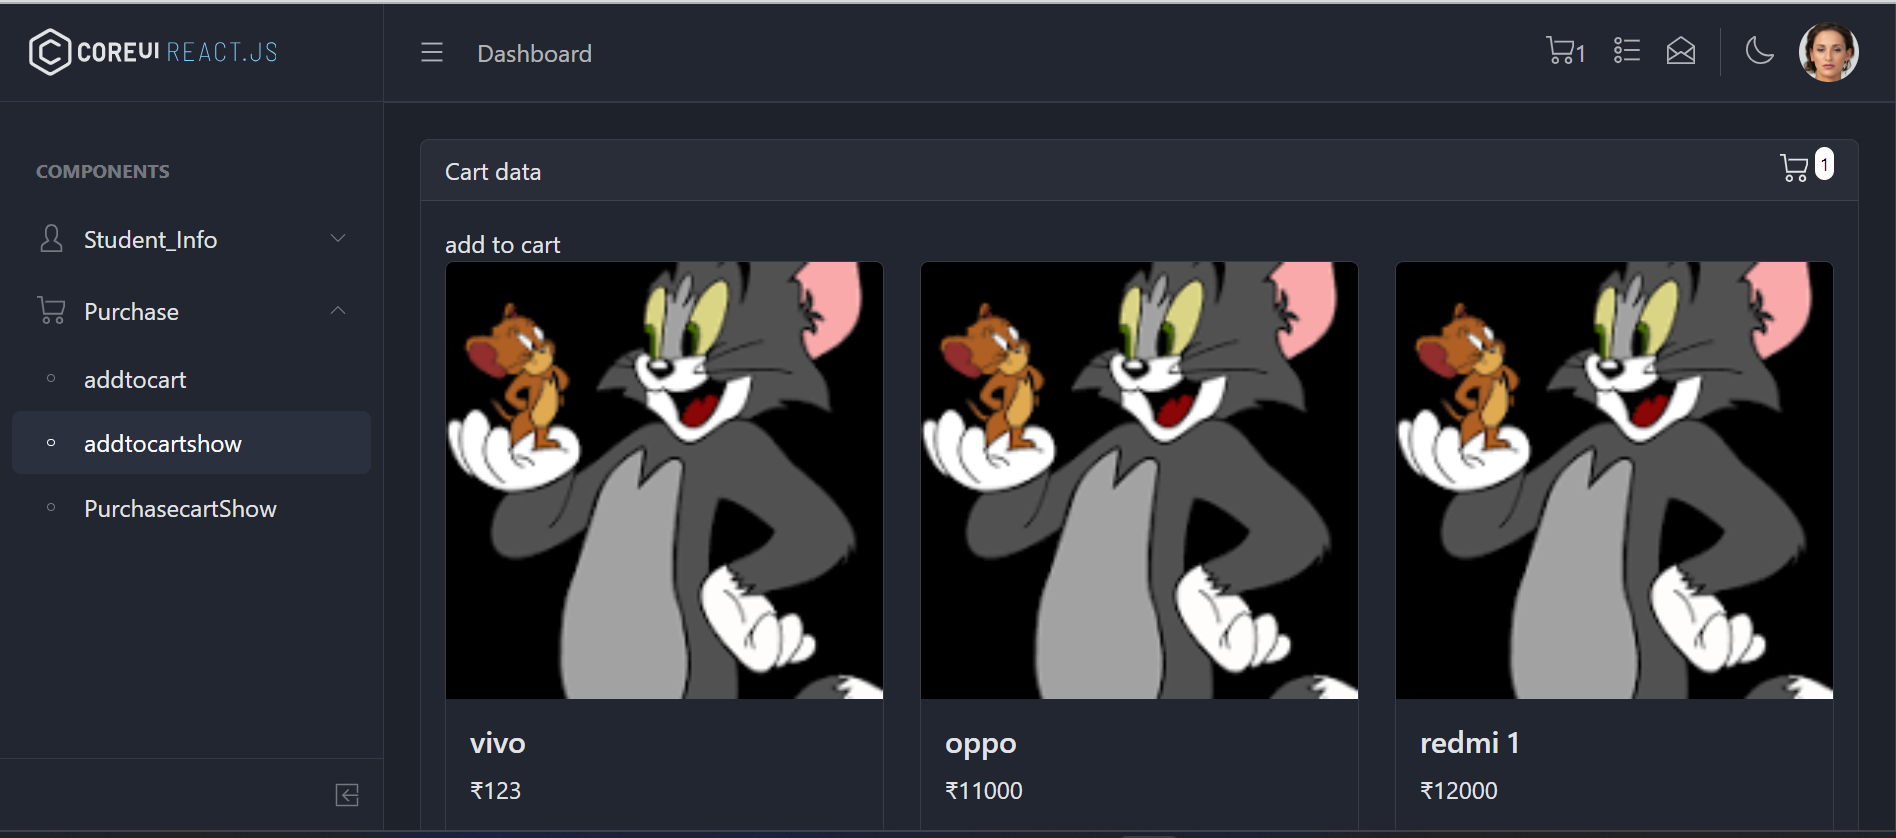 COREUI REACT.JS
Dashboard
1
COMPONENTS
Student_Info
Purchase
addtocart
addtocartshow
PurchasecartShow
Cart data
1
add to cart
vivo
₹123
oppo
₹11000
redmi 1
₹12000